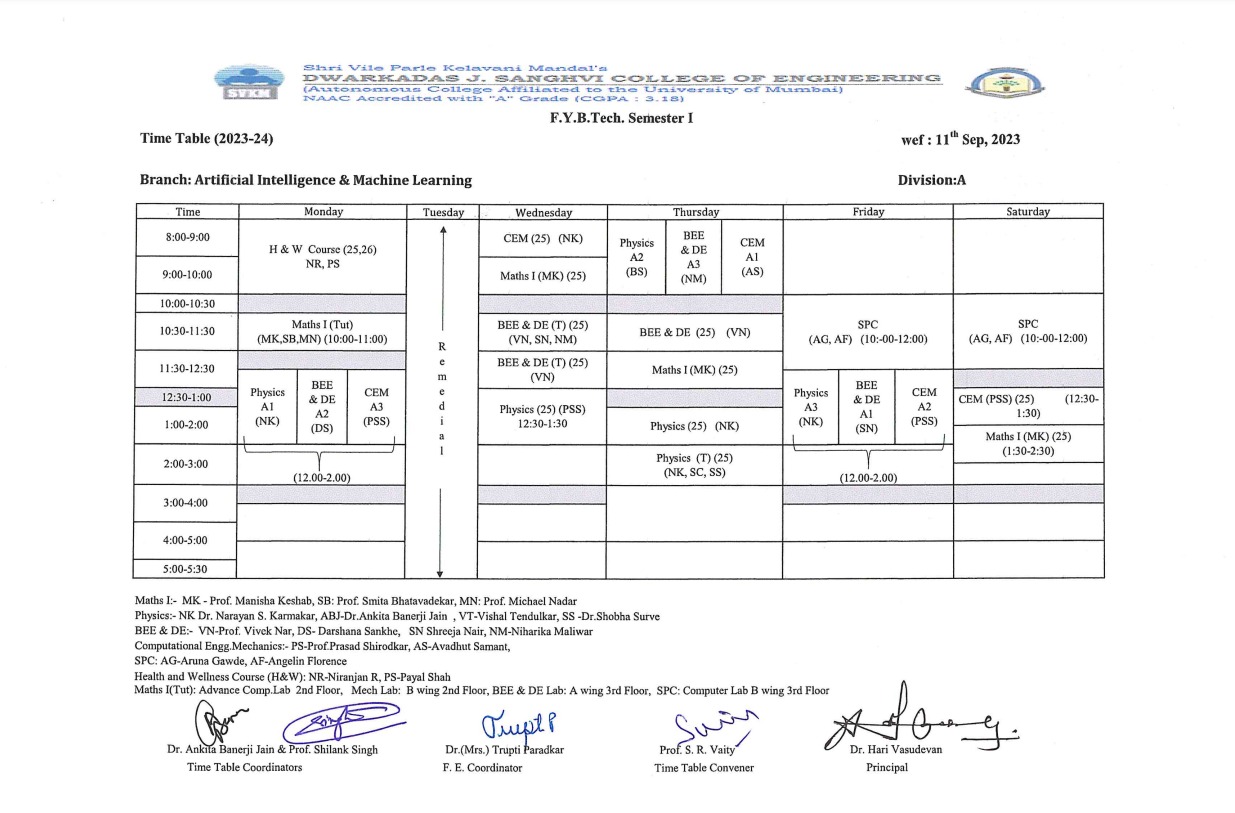 SVKM
Shri Vile Parle Kelavani Mandal's
DWARKADAS J. SANGHVI COLLEGE OF ENGINEERING
(Autonomous College Affiliated to the University of Mumbai)
NAAC Accredited with "A" Grade (CGPA : 3.18)
F.Y.B.Tech. Semester I
Time Table (2023-24) wef : 11th Sep, 2023
Branch: Artificial Intelligence & Machine Learning Division:A
Time Monday Tuesday Wednesday Thursday Friday Saturday
8:00-9:00
9:00-10:00
10:00-10:30
10:30-11:30
11:30-12:30
12:30-1:00
1:00-2:00
2:00-3:00
3:00-4:00
4:00-5:00
5:00-5:30
H & W Course (25,26)
NR, PS
Maths I (Tut)
(MK,SB,MN) (10:00-11:00)
Physics
A1
(NK)
BEE
& DE
A2
(DS)
CEM
A3
(PSS)
(12.00-2.00)
Remedial
CEM (25) (NK)
Maths I (MK) (25)
BEE & DE (T) (25)
(VN, SN, NM)
BEE & DE (T) (25)
(VN)
Physics (25) (PSS)
12:30-1:30
Physics
A2
(BS)
BEE
& DE
A3
(NM)
CEM
A1
(AS)
BEE & DE (25) (VN)
Maths I (MK) (25)
Physics (25) (NK)
Physics (T) (25)
(NK, SC, SS)
SPC
(AG, AF) (10:-00-12:00)
Physics
A3
(NK)
BEE
& DE
A1
(SN)
CEM
A2
(PSS)
(12.00-2.00)
SPC
(AG, AF) (10:-00-12:00)
CEM (PSS) (25) (12:30-
1:30)
Maths I (MK) (25)
(1:30-2:30)
Maths I:- MK - Prof. Manisha Keshab, SB: Prof. Smita Bhatavadekar, MN: Prof. Michael Nadar
Physics:- NK Dr. Narayan S. Karmakar, ABJ-Dr.Ankita Banerji Jain , VT-Vishal Tendulkar, SS -Dr.Shobha Surve
BEE & DE:- VN-Prof. Vivek Nar, DS- Darshana Sankhe, SN Shreeja Nair, NM-Niharika Maliwar
Computational Engg.Mechanics:- PS-Prof.Prasad Shirodkar, AS-Avadhut Samant,
SPC: AG-Aruna Gawde, AF-Angelin Florence
Health and Wellness Course (H&W): NR-Niranjan R, PS-Payal Shah
Maths I(Tut): Advance Comp.Lab 2nd Floor, Mech Lab: B wing 2nd Floor, BEE & DE Lab: A wing 3rd Floor, SPC: Computer Lab B wing 3rd Floor
Trupti P
Dr. Ankita Banerji Jain & Prof. Shilank Singh Dr.(Mrs.) Trupti Paradkar Prof. S. R. Vaity Dr. Hari Vasudevan
Time Table Coordinators F. E. Coordinator Time Table Convener Principal